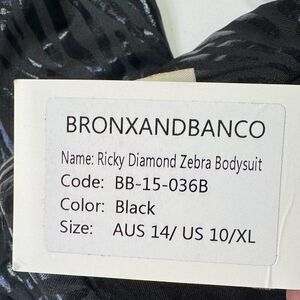 BRONXANDBANCO
Name: Ricky Diamond Zebra Bodysuit
Code: BB-15-036B
Color: Black
Size: AUS 14/ US 10/XL